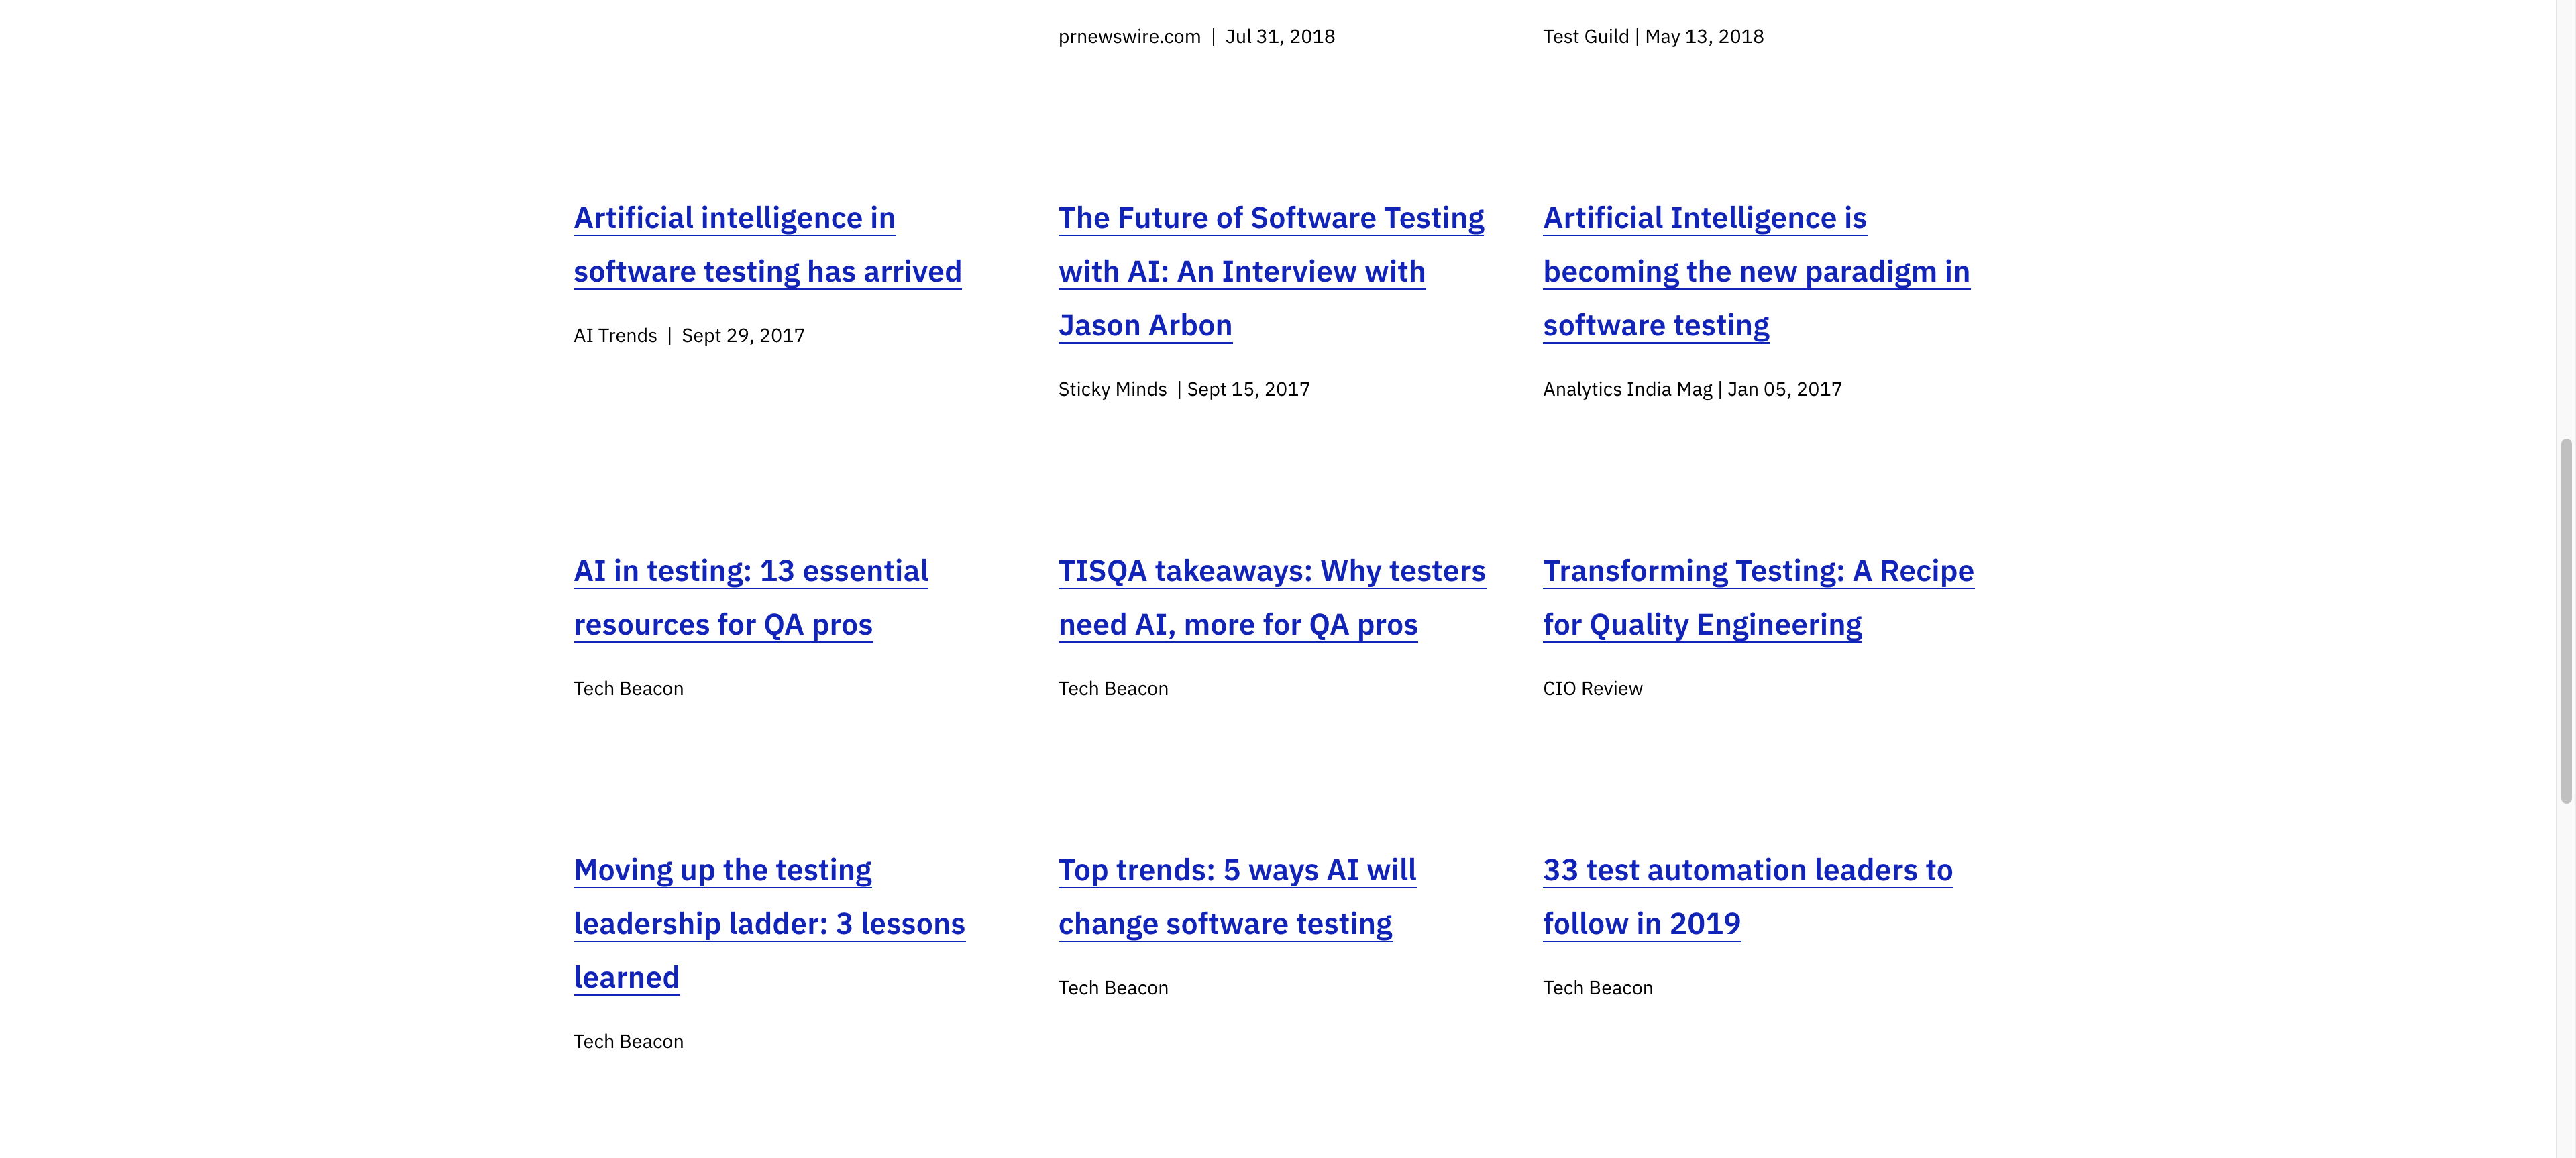 prnewswire.com | Jul 31, 2018
Test Guild | May 13, 2018
Artificial intelligence in
software testing has arrived
AI Trends | Sept 29, 2017
The Future of Software Testing
with AI: An Interview with
Jason Arbon
Sticky Minds | Sept 15, 2017
Artificial Intelligence is
becoming the new paradigm in
software testing
Analytics India Mag | Jan 05, 2017
AI in testing: 13 essential
resources for QA pros
Tech Beacon
TISQA takeaways: Why testers
need AI, more for QA pros
Tech Beacon
Transforming Testing: A Recipe
for Quality Engineering
CIO Review
Moving up the testing
leadership ladder: 3 lessons
learned
Tech Beacon
Top trends: 5 ways AI will
change software testing
Tech Beacon
33 test automation leaders to
follow in 2019
Tech Beacon